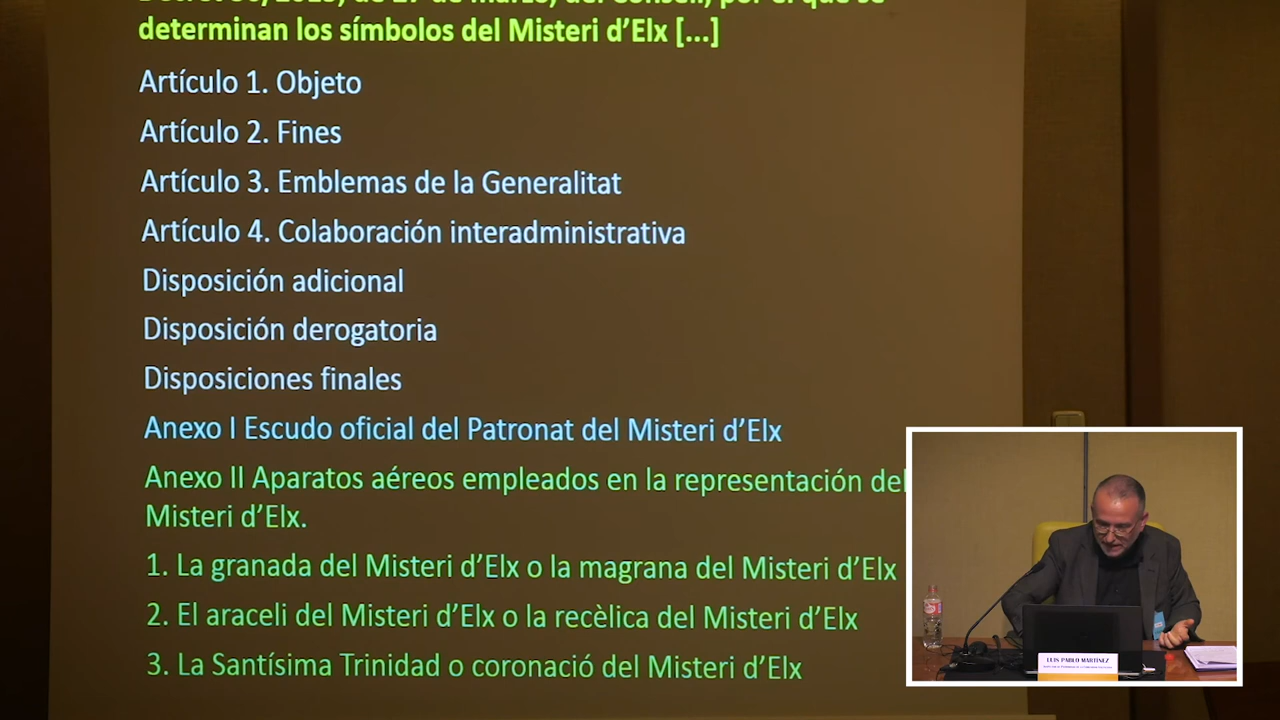 determinan los símbolos del Misteri d'Elx [...]
Artículo 1. Objeto
Artículo 2. Fines
Artículo 3. Emblemas de la Generalitat
Artículo 4. Colaboración interadministrativa
Disposición adicional
Disposición derogatoria
Disposiciones finales
Anexo I Escudo oficial del Patronat del Misteri d'Elx
Anexo II Aparatos aéreos empleados en la representación del
Misteri d'Elx.
1. La granada del Misteri d'Elx o la magrana del Misteri d'Elx
2. El araceli del Misteri d'Elx o la recèlica del Misteri d'Elx
3. La Santísima Trinidad o coronació del Misteri d'Elx
LUIS PABLO MARTÍNEZ